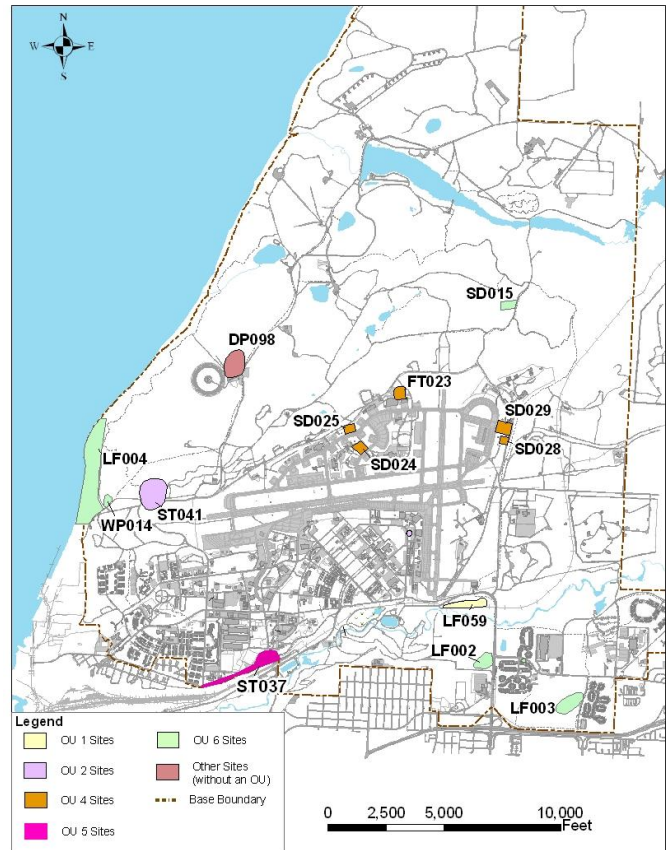 N
W E
S
SD015
DP098
FT023
SD029
SD025
LF004
SD028
SD024
ST041
WP014
LF059
LF002
ST037
LF003
Legend
OU 1 Sites
OU 2 Sites
OU 4 Sites
OU 5 Sites
OU 6 Sites
Other Sites
(without an OU)
Base Boundary
0 2,500 5,000 10,000
Feet